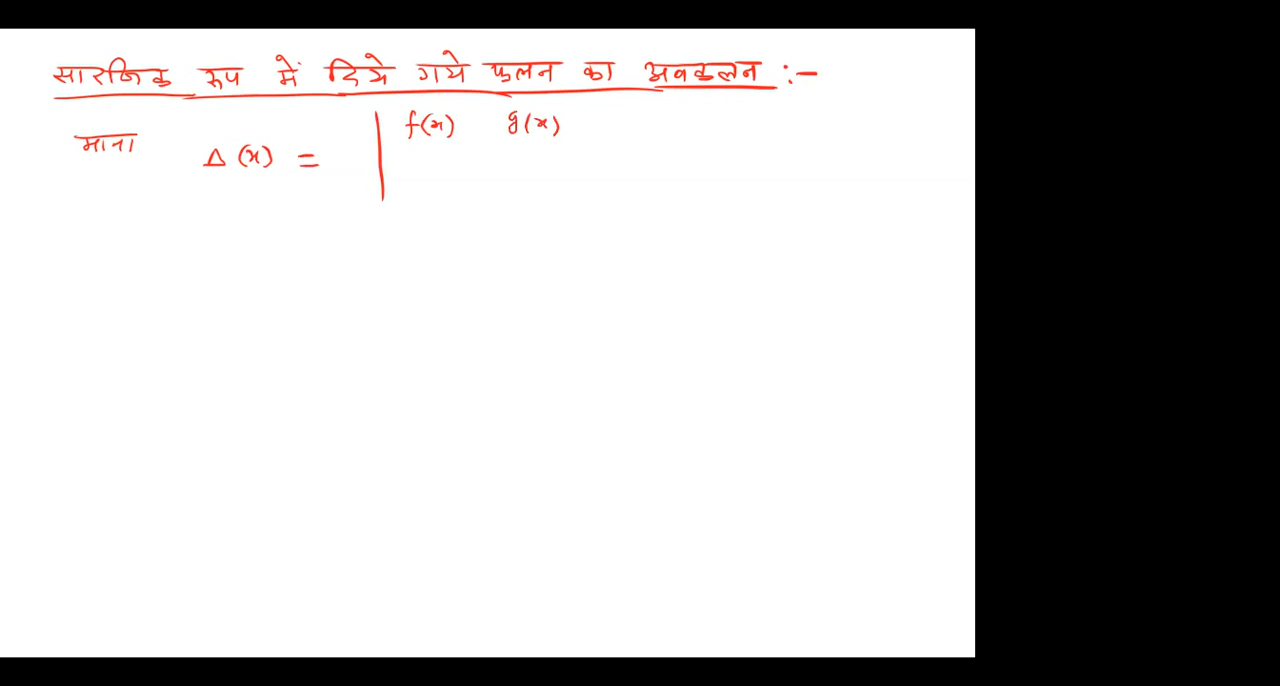 सारणिक रूप में दिये गये फलन का अवकलन :-
माना Δ(x) = | f(x) g(x)